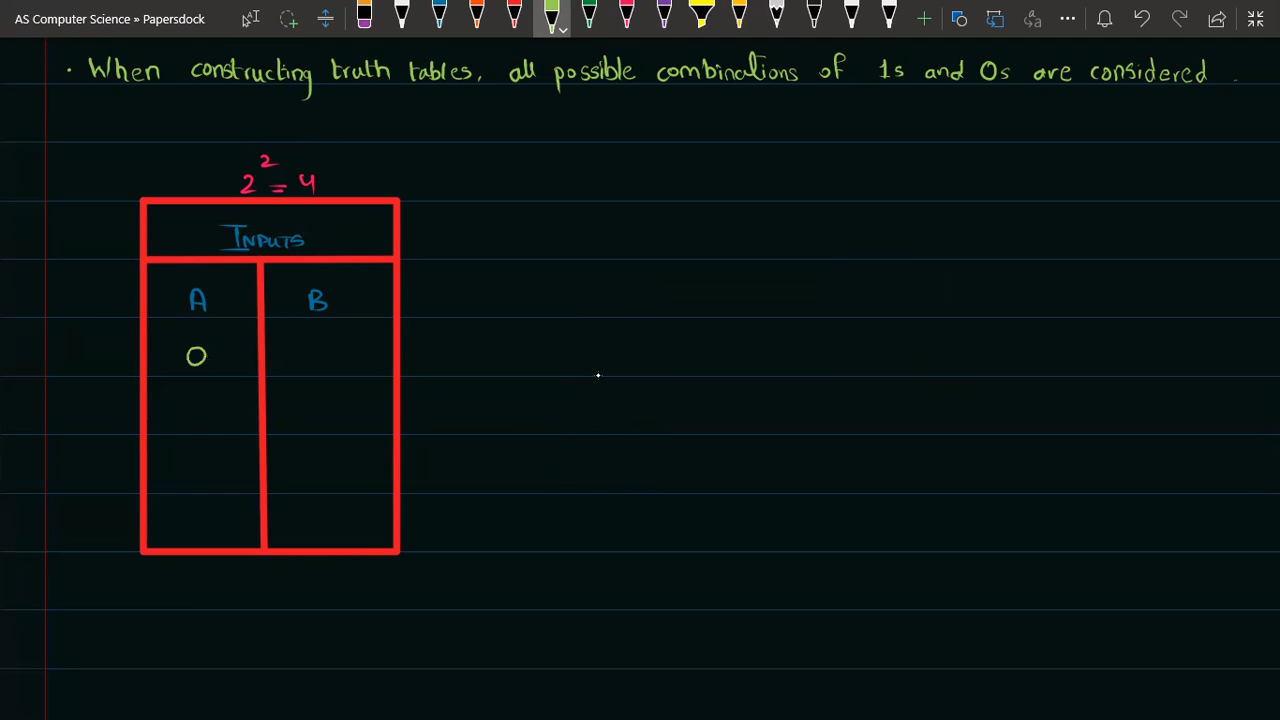 AS Computer Science » Papersdock
· When constructing truth tables, all possible combinations of 1s and 0s are considered.
2² = 4
INPUTS
A B
0